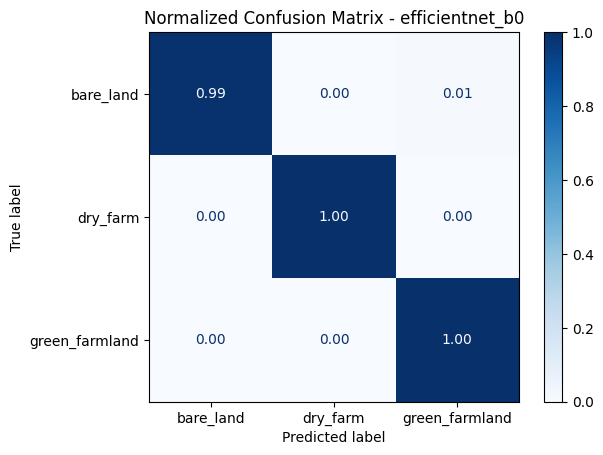 Normalized Confusion Matrix - efficientnet_b0
True label
bare_land
0.99 0.00 0.01
dry_farm
0.00 1.00 0.00
green_farmland
0.00 0.00 1.00
bare_land dry_farm green_farmland
Predicted label
1.0
0.8
0.6
0.4
0.2
0.0